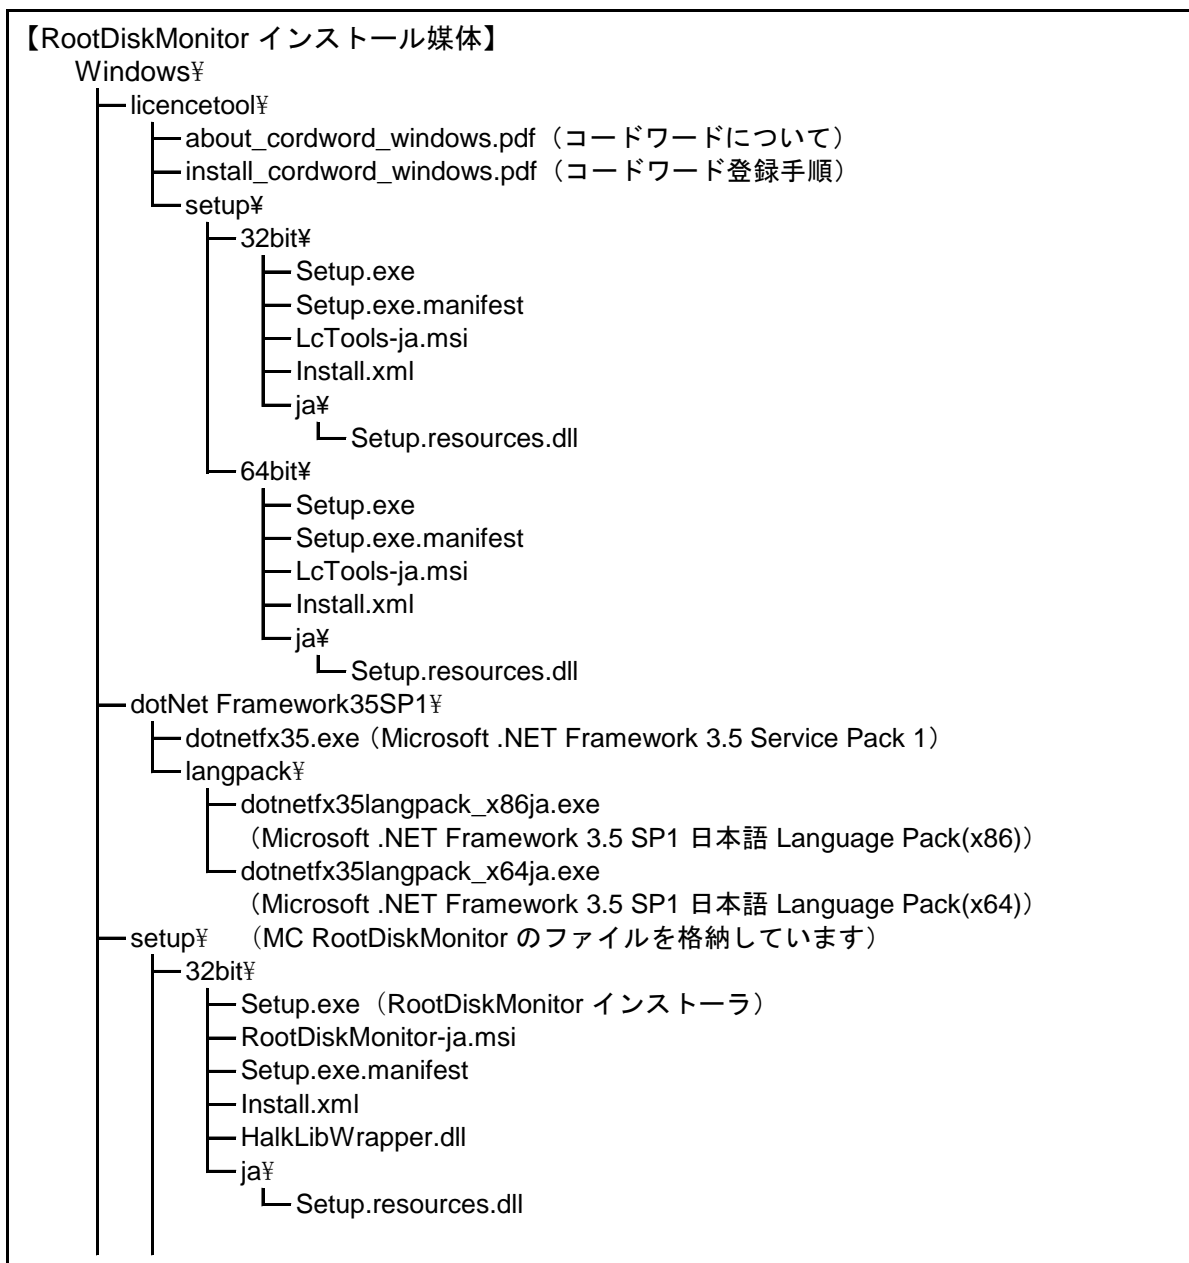 【RootDiskMonitor インストール媒体】
Windows¥
licencetool¥
about_cordword_windows.pdf（コードワードについて）
install_cordword_windows.pdf（コードワード登録手順）
setup¥
32bit¥
Setup.exe
Setup.exe.manifest
LcTools-ja.msi
Install.xml
ja¥
Setup.resources.dll
64bit¥
Setup.exe
Setup.exe.manifest
LcTools-ja.msi
Install.xml
ja¥
Setup.resources.dll
dotNet Framework35SP1¥
dotnetfx35.exe（Microsoft .NET Framework 3.5 Service Pack 1）
langpack¥
dotnetfx35langpack_x86ja.exe
（Microsoft .NET Framework 3.5 SP1 日本語 Language Pack(x86)）
dotnetfx35langpack_x64ja.exe
（Microsoft .NET Framework 3.5 SP1 日本語 Language Pack(x64)）
setup¥ （MC RootDiskMonitor のファイルを格納しています）
32bit¥
Setup.exe（RootDiskMonitor インストーラ）
RootDiskMonitor-ja.msi
Setup.exe.manifest
Install.xml
HalkLibWrapper.dll
ja¥
Setup.resources.dll